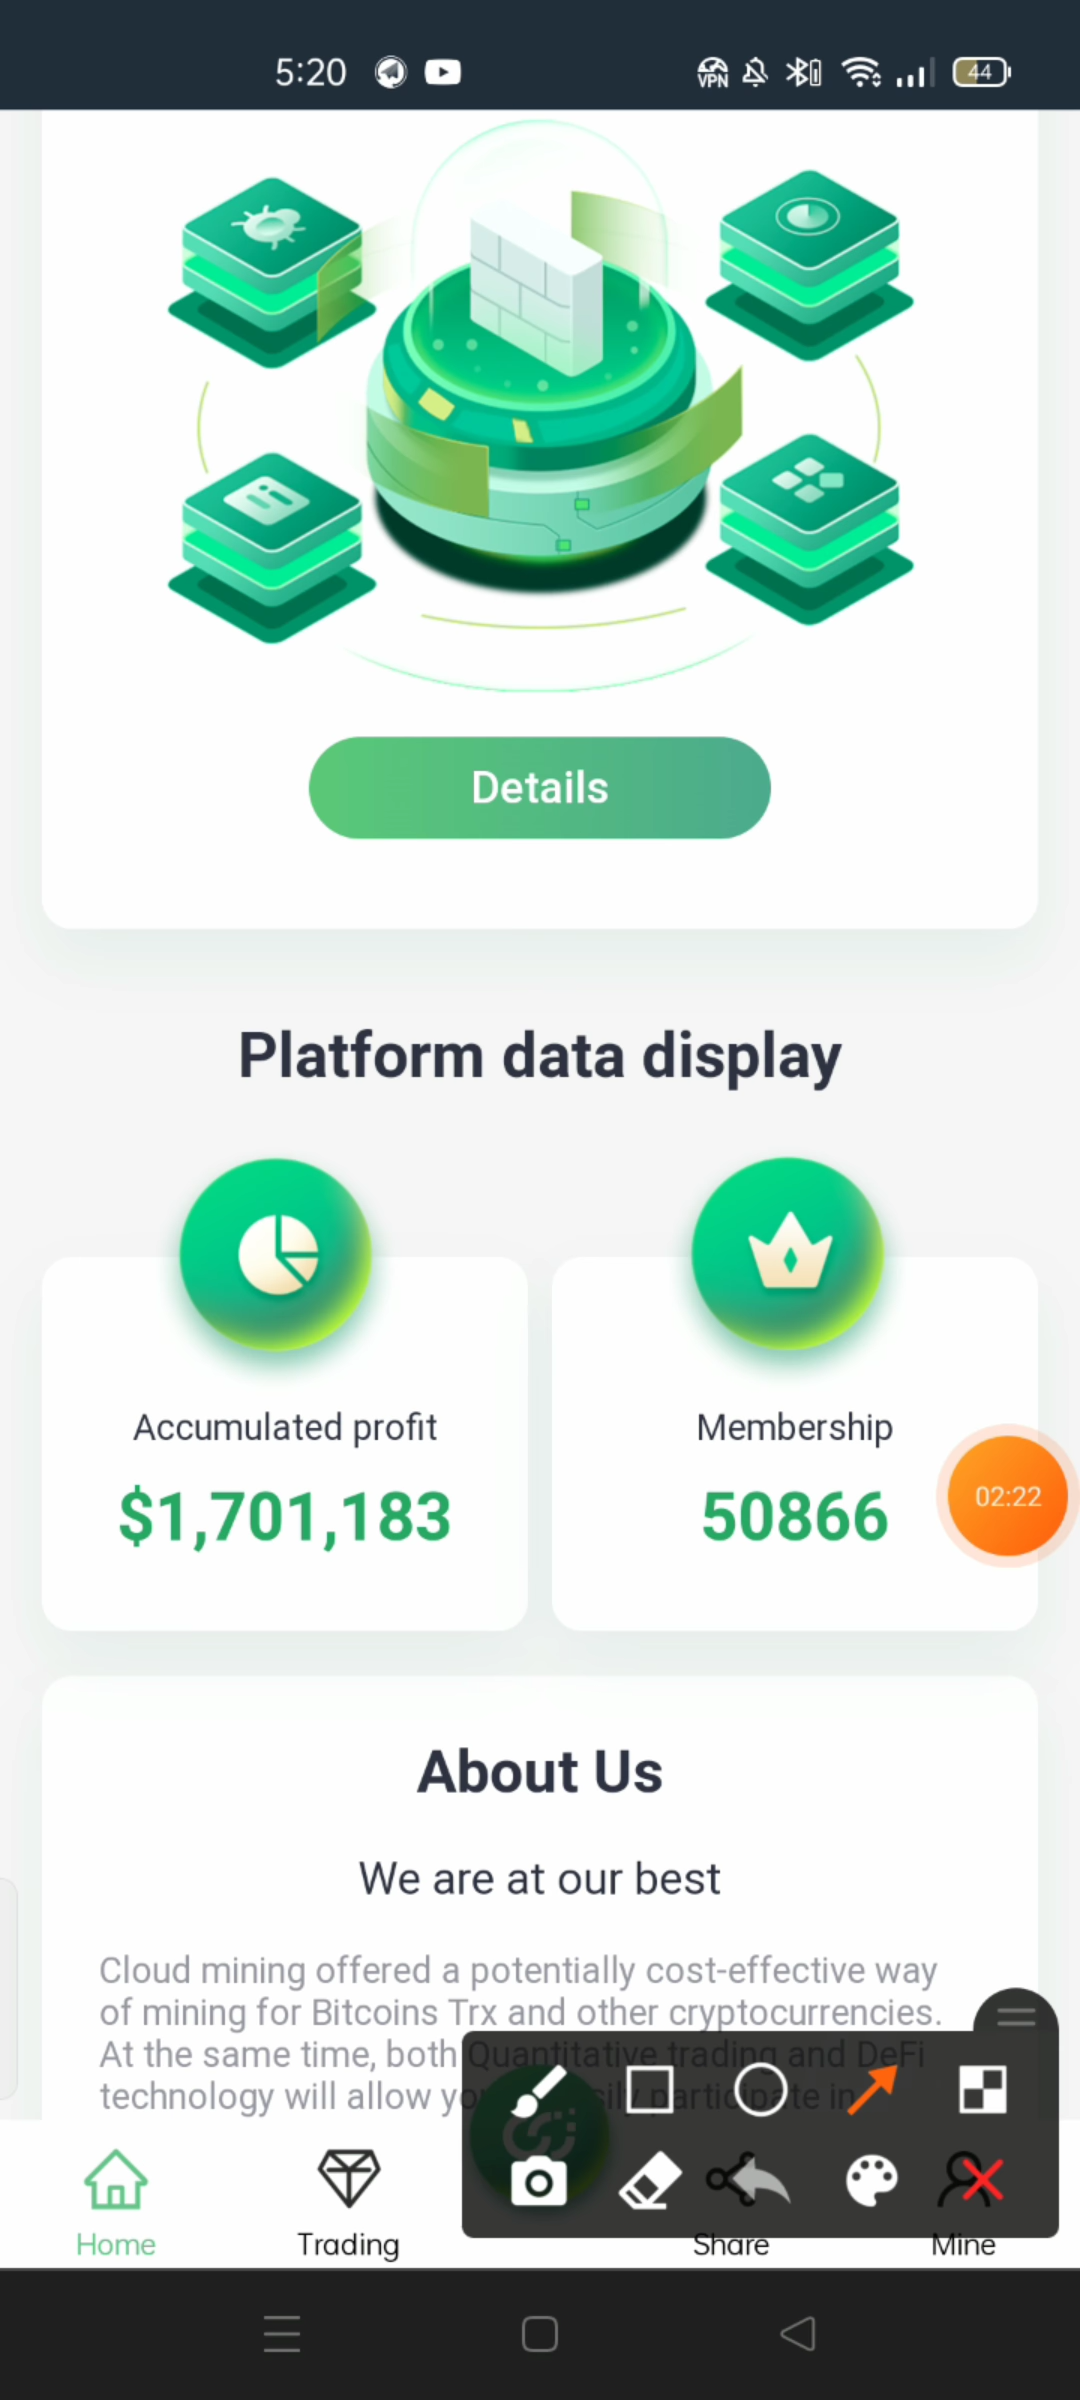 5:20
VPN
44
Details
Platform data display
Accumulated profit
$1,701,183
Membership
50866
02:22
About Us
We are at our best
Cloud mining offered a potentially cost-effective way
of mining for Bitcoins Trx and other cryptocurrencies.
At the same time, both Quantitative trading and DeFi
technology will allow participate in
Home
Trading
Share
Mine